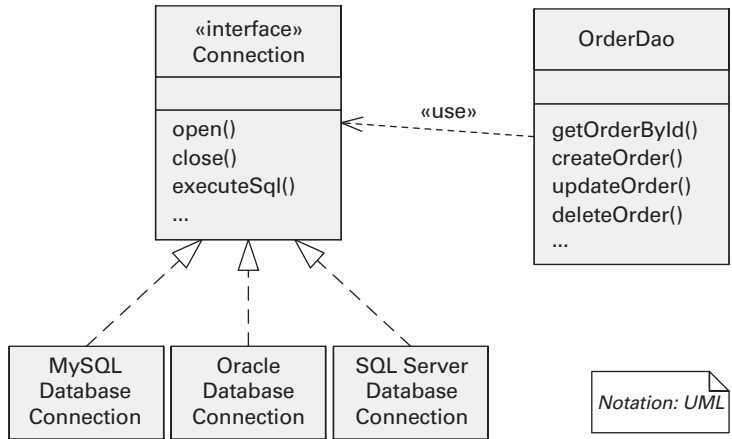 «interface»
Connection
open()
close()
executeSql()
...
«use»
OrderDao
getOrderById()
createOrder()
updateOrder()
deleteOrder()
...
MySQL
Database
Connection
Oracle
Database
Connection
SQL Server
Database
Connection
Notation: UML